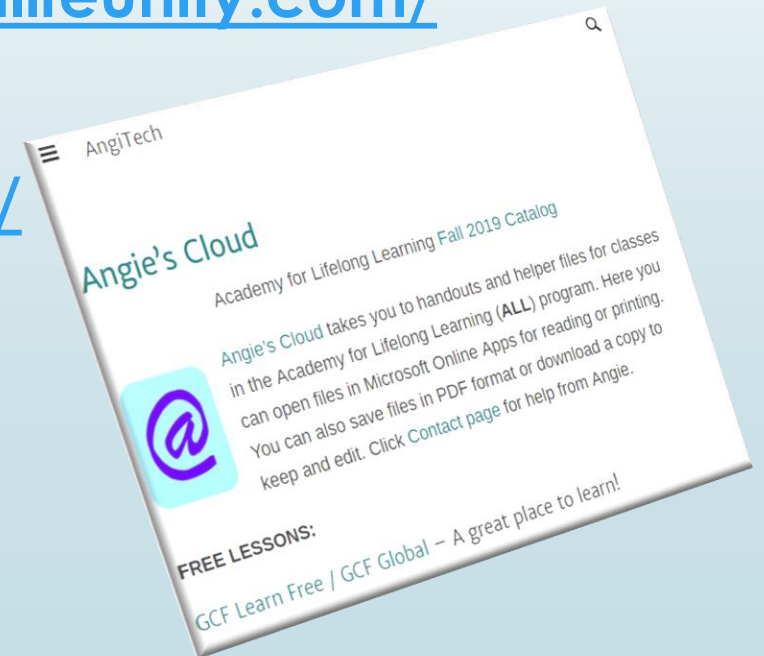 /
AngiTech
Angie's Cloud
Academy for Lifelong Learning Fall 2019 Catalog
Angie's Cloud takes you to handouts and helper files for classes
in the Academy for Lifelong Learning (ALL) program. Here you
can open files in Microsoft Online Apps for reading or printing.
You can also save files in PDF format or download a copy to
keep and edit. Click Contact page for help from Angie.
@
FREE LESSONS:
GCF Learn Free / GCF Global – A great place to learn!